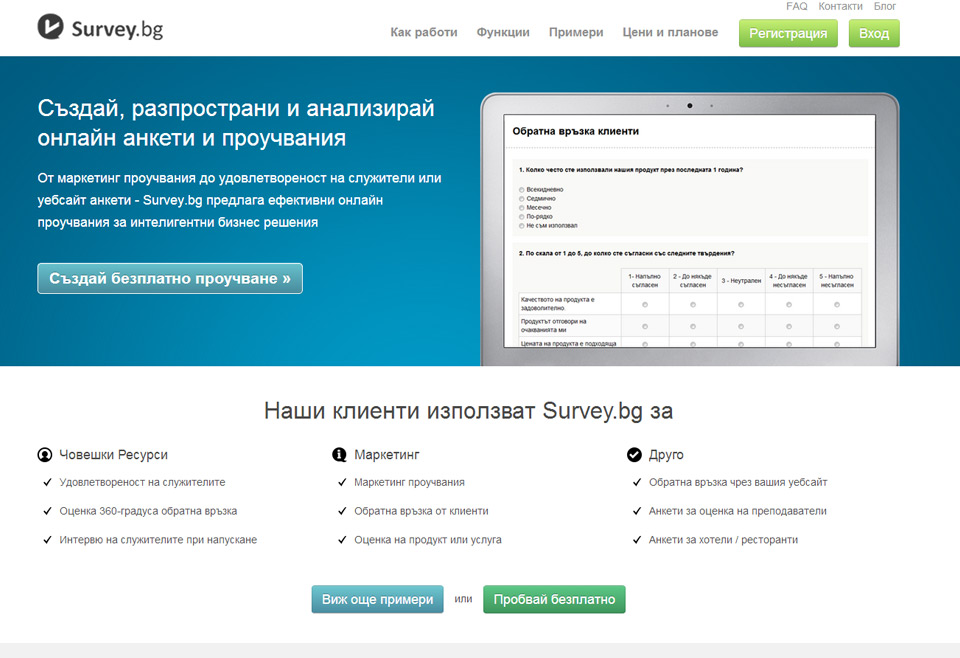 FAQ Контакти Блог
Survey.bg
Как работи Функции Примери Цени и планове Регистрация Вход
Създай, разпространи и анализирай
онлайн анкети и проучвания
От маркетинг проучвания до удовлетвореност на служители или
уебсайт анкети - Survey.bg предлага ефективни онлайн
проучвания за интелигентни бизнес решения
Създай безплатно проучване »
Обратна връзка клиенти
1. Колко често сте използвали нашия продукт през последната 1 година?
Всекидневно
Седмично
Месечно
По-рядко
Не съм използвал
2. По скала от 1 до 5, до колко сте съгласни със следните твърдения?
1- Напълно съгласен
2 - До някъде съгласен
3 - Неутрален
4 - До някъде несъгласен
5 - Напълно несъгласен
Качеството на продукта е
задоволително
Продуктът отговори на
очакванията ми
Цената на продукта е подходяща
Наши клиенти използват Survey.bg за
Човешки Ресурси
Удовлетвореност на служителите
Оценка 360-градуса обратна връзка
Интервю на служителите при напускане
Маркетинг
Маркетинг проучвания
Обратна връзка от клиенти
Оценка на продукт или услуга
Друго
Обратна връзка чрез вашия уебсайт
Анкети за оценка на преподаватели
Анкети за хотели / ресторанти
Виж още примери или Пробвай безплатно